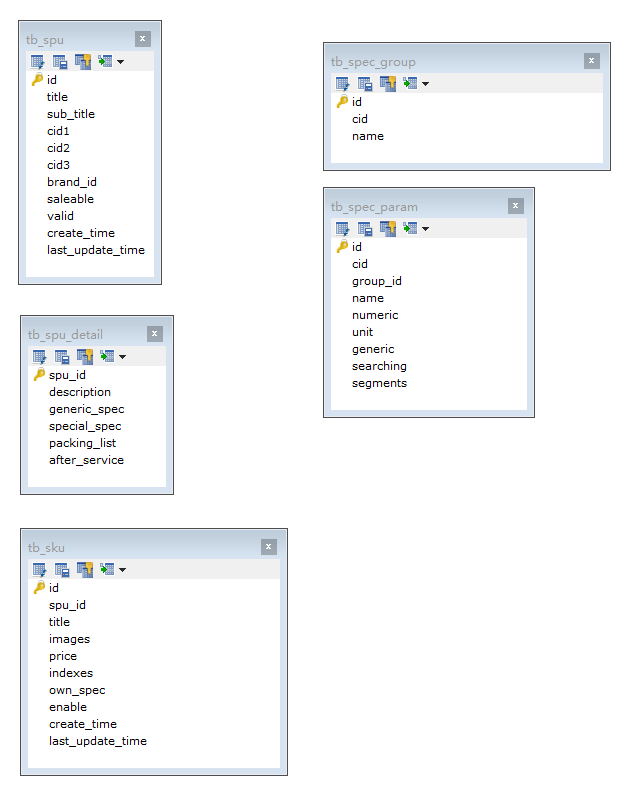 tb_spu
id
title
sub_title
cid1
cid2
cid3
brand_id
saleable
valid
create_time
last_update_time
tb_spec_group
id
cid
name
tb_spec_param
id
cid
group_id
name
numeric
unit
generic
searching
segments
tb_spu_detail
spu_id
description
generic_spec
special_spec
packing_list
after_service
tb_sku
id
spu_id
title
images
price
indexes
own_spec
enable
create_time
last_update_time